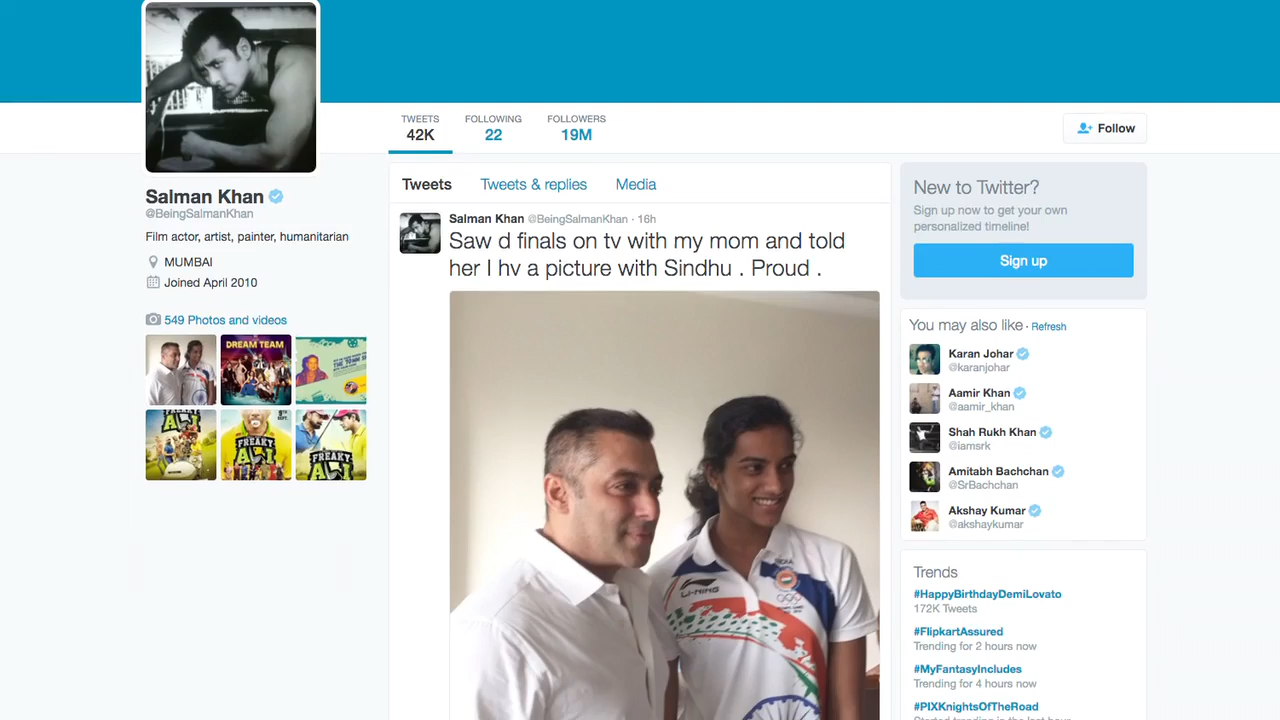 TWEETS
42K
FOLLOWING
22
FOLLOWERS
19M
Follow
Salman Khan
@BeingSalmanKhan
Film actor, artist, painter, humanitarian
MUMBAI
Joined April 2010
549 Photos and videos
DREAM TEAM
FREAKY
ALI
FREAKY
ALI
FREAKY
ALI
Tweets Tweets & replies Media
Salman Khan @BeingSalmanKhan · 16h
Saw d finals on tv with my mom and told
her I hv a picture with Sindhu . Proud .
LI-NING
INDIA
New to Twitter?
Sign up now to get your own
personalized timeline!
Sign up
You may also like · Refresh
Karan Johar
@karanjohar
Aamir Khan
@aamir_khan
Shah Rukh Khan
@iamsrk
Amitabh Bachchan
@SrBachchan
Akshay Kumar
@akshaykumar
Trends
#HappyBirthdayDemiLovato
172K Tweets
#FlipkartAssured
Trending for 2 hours now
#MyFantasyIncludes
Trending for 4 hours now
#PIXKnightsOfTheRoad